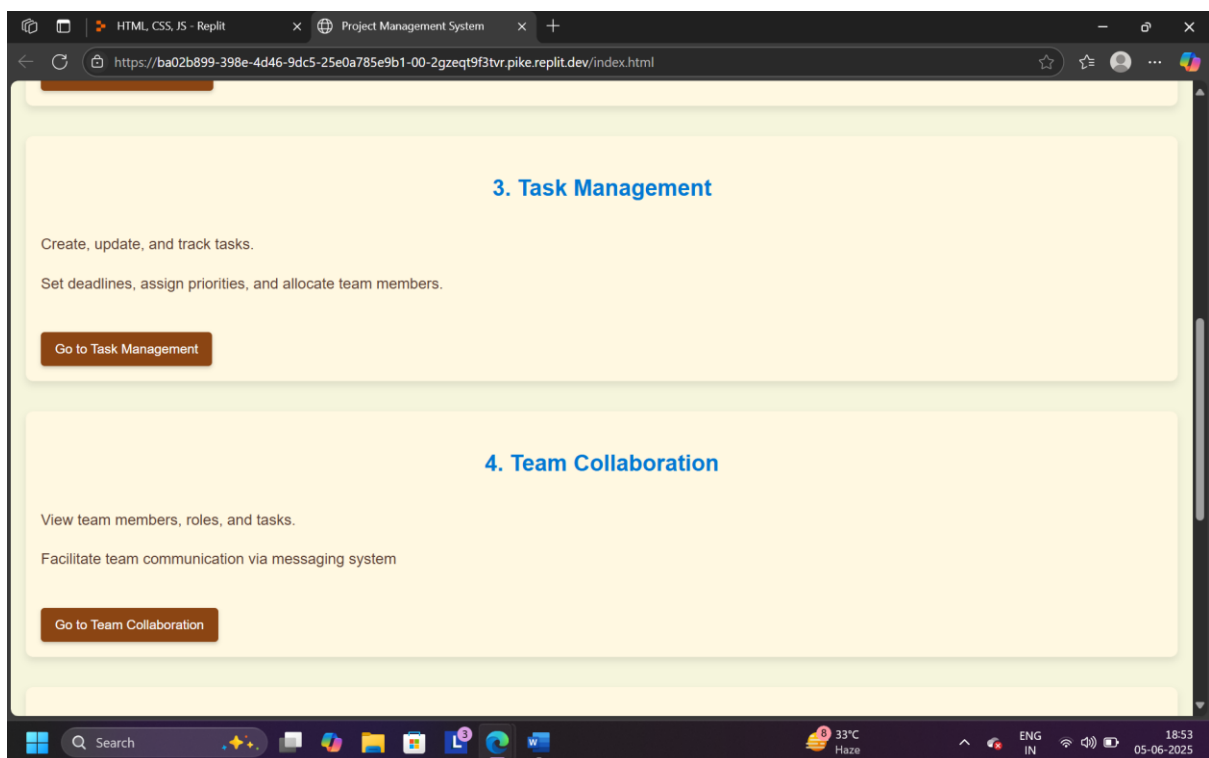 HTML, CSS, JS - Replit
Project Management System
https://ba02b899-398e-4d46-9dc5-25e0a785e9b1-00-2gzeqt9f3tvr.pike.replit.dev/index.html
3. Task Management
Create, update, and track tasks.
Set deadlines, assign priorities, and allocate team members.
Go to Task Management
4. Team Collaboration
View team members, roles, and tasks.
Facilitate team communication via messaging system
Go to Team Collaboration
Search
L 3
W
8 33°C
Haze
ENG
IN
18:53
05-06-2025